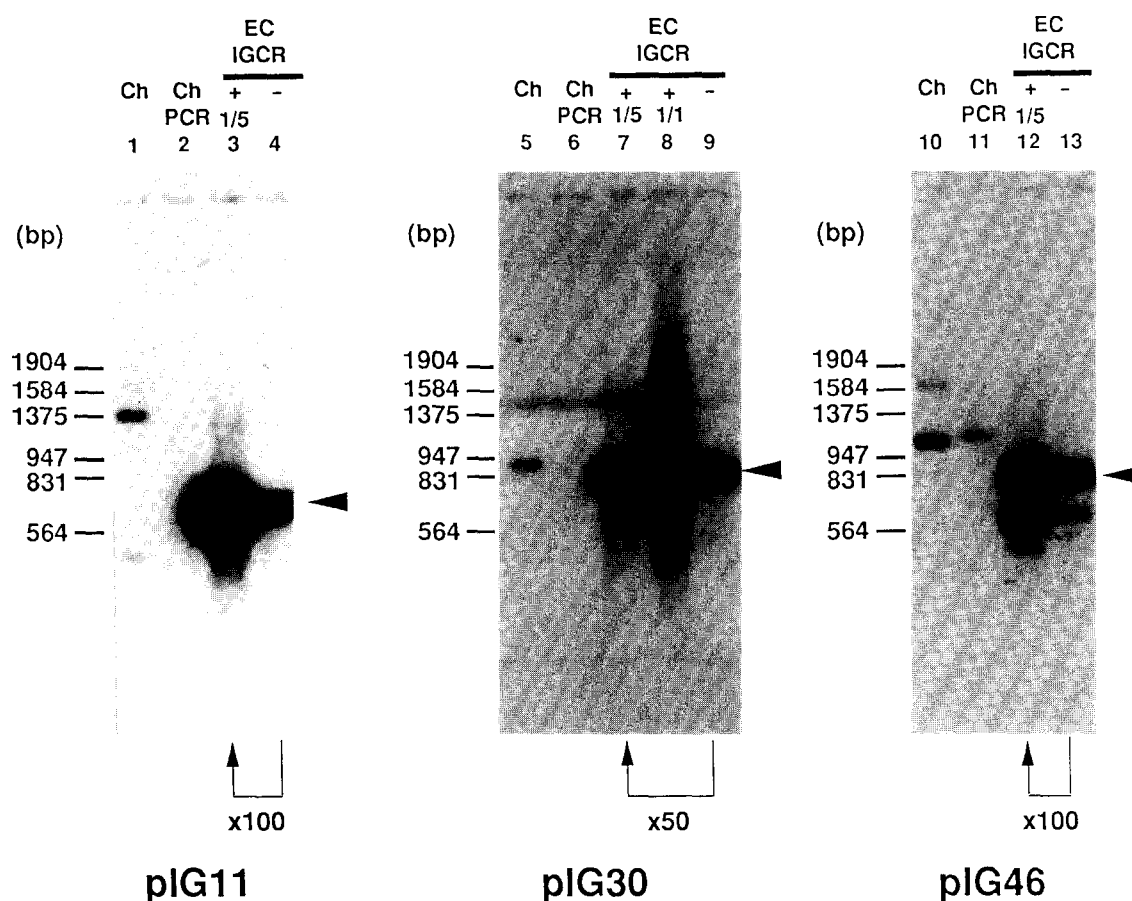 EC
IGCR
Ch Ch + -
PCR 1/5
1 2 3 4
(bp)
1904
1584
1375
947
831
564
x100
pIG11
EC
IGCR
Ch Ch + + -
PCR 1/5 1/1
5 6 7 8 9
(bp)
1904
1584
1375
947
831
564
x50
pIG30
EC
IGCR
Ch Ch + -
PCR 1/5
10 11 12 13
(bp)
1904
1584
1375
947
831
564
x100
pIG46